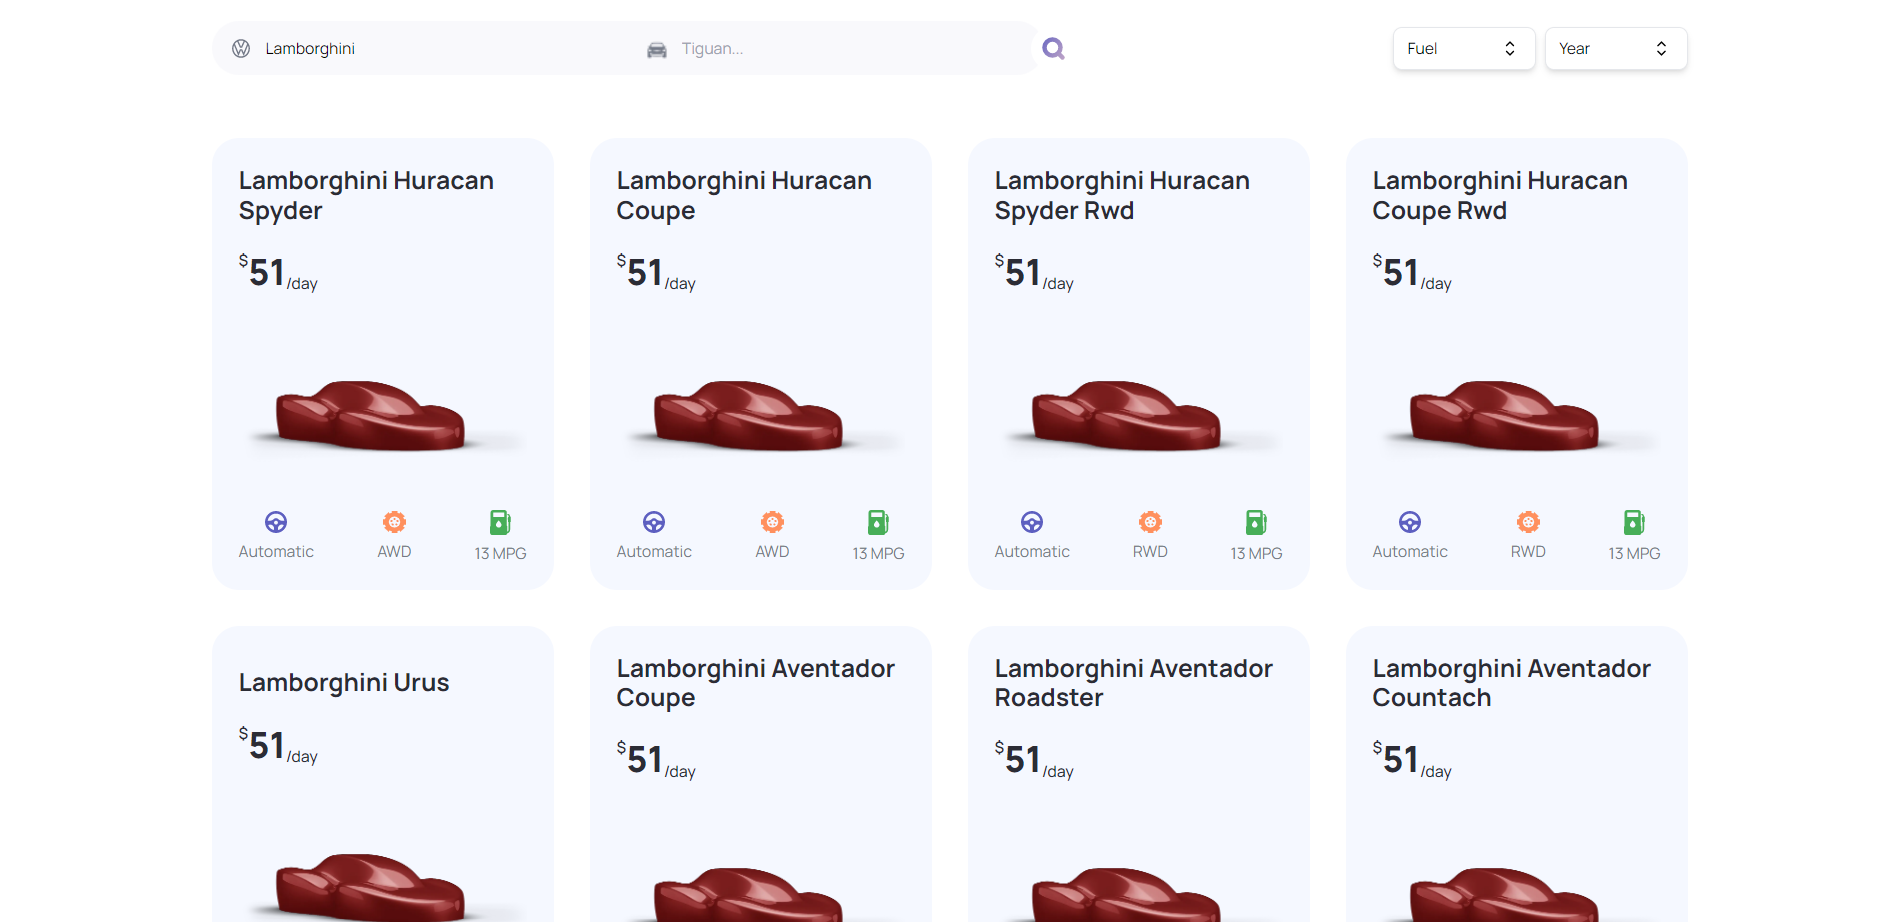 Lamborghini
Tiguan...
Fuel
Year
Lamborghini Huracan
Spyder
$51/day
Automatic
AWD
13 MPG
Lamborghini Huracan
Coupe
$51/day
Automatic
AWD
13 MPG
Lamborghini Huracan
Spyder Rwd
$51/day
Automatic
RWD
13 MPG
Lamborghini Huracan
Coupe Rwd
$51/day
Automatic
RWD
13 MPG
Lamborghini Urus
$51/day
Lamborghini Aventador
Coupe
$51/day
Lamborghini Aventador
Roadster
$51/day
Lamborghini Aventador
Countach
$51/day